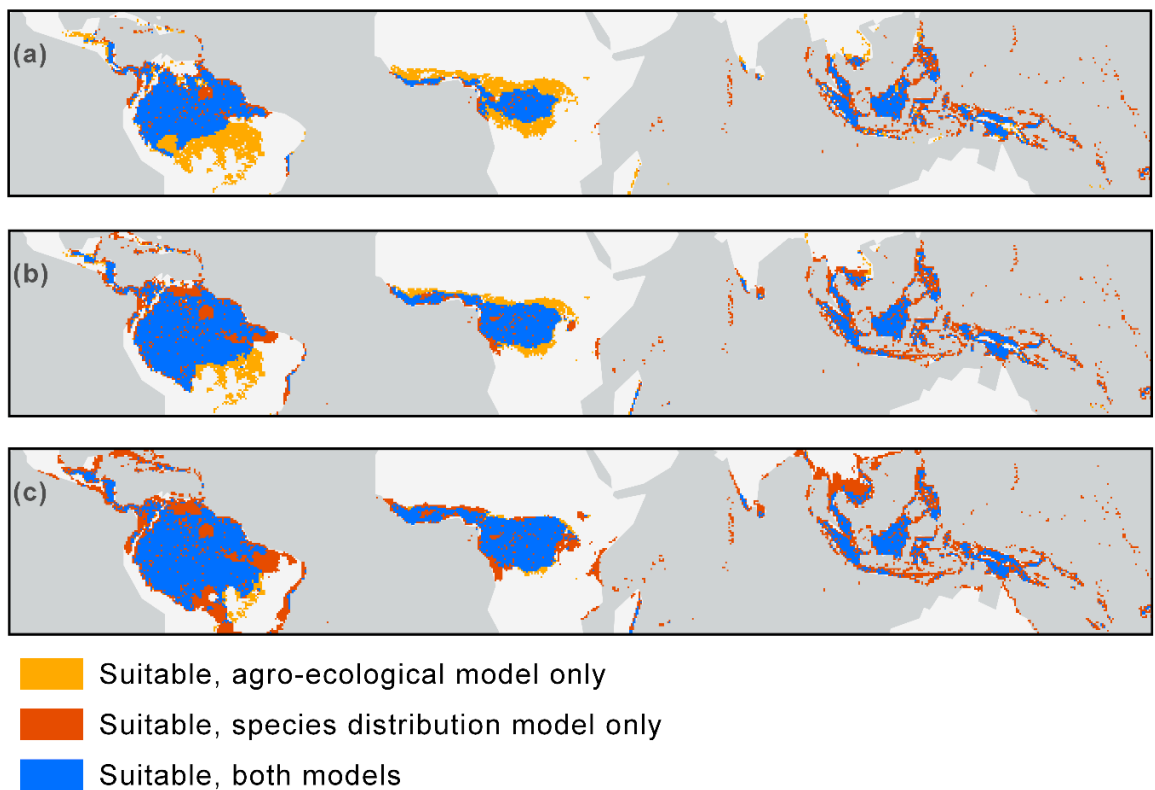 (a)
(b)
(c)
Suitable, agro-ecological model only
Suitable, species distribution model only
Suitable, both models